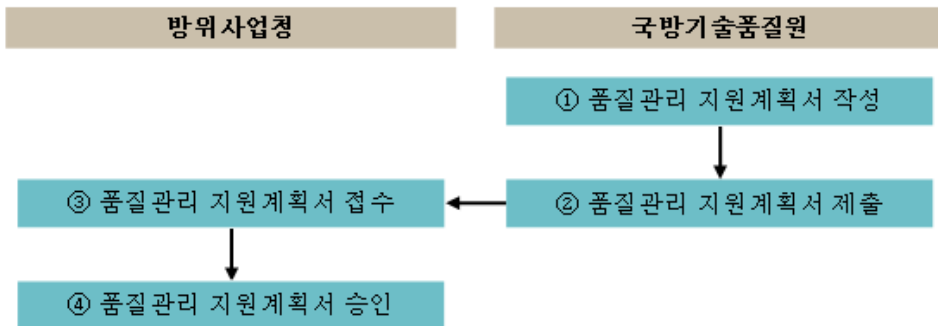 방위사업청
국방기술품질원
① 품질관리 지원계획서 작성
③ 품질관리 지원계획서 접수
② 품질관리 지원계획서 제출
④ 품질관리 지원계획서 승인